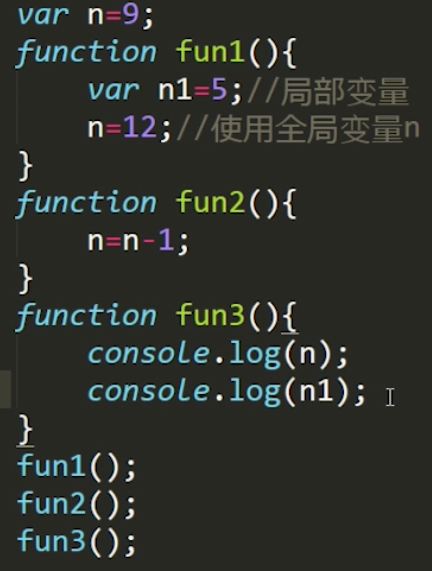 var n=9;
function fun1(){
    var n1=5;//局部变量
    n=12;//使用全局变量n
}
function fun2(){
    n=n-1;
}
function fun3(){
    console.log(n);
    console.log(n1);
}
fun1();
fun2();
fun3();